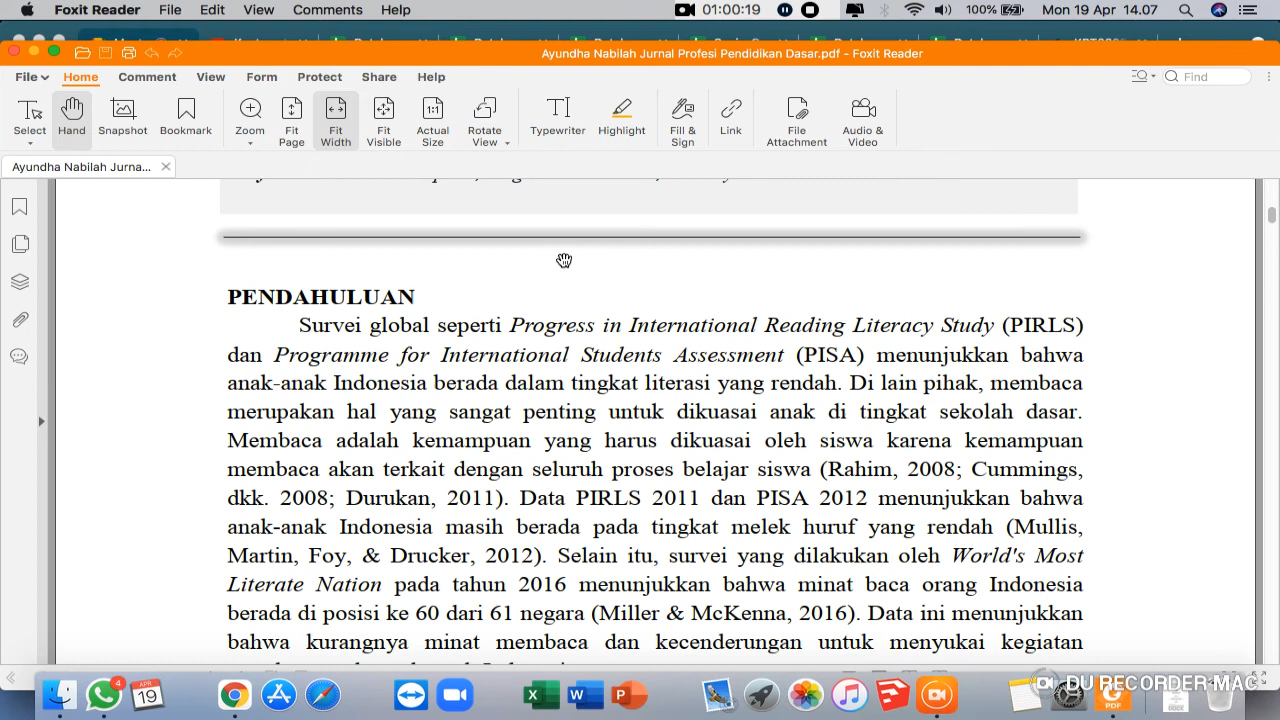 Foxit Reader File Edit View Comments Help 01:00:19 100% Mon 19 Apr 14.07
Ayundha Nabilah Jurnal Profesi Pendidikan Dasar.pdf - Foxit Reader
File Home Comment View Form Protect Share Help Find
Select Hand Snapshot Bookmark Zoom Fit Page Fit Width Fit Visible Actual Size Rotate View Typewriter Highlight Fill & Sign Link File Attachment Audio & Video
Ayundha Nabilah Jurna...
PENDAHULUAN
Survei global seperti Progress in International Reading Literacy Study (PIRLS)
dan Programme for International Students Assessment (PISA) menunjukkan bahwa
anak-anak Indonesia berada dalam tingkat literasi yang rendah. Di lain pihak, membaca
merupakan hal yang sangat penting untuk dikuasai anak di tingkat sekolah dasar.
Membaca adalah kemampuan yang harus dikuasai oleh siswa karena kemampuan
membaca akan terkait dengan seluruh proses belajar siswa (Rahim, 2008; Cummings,
dkk. 2008; Durukan, 2011). Data PIRLS 2011 dan PISA 2012 menunjukkan bahwa
anak-anak Indonesia masih berada pada tingkat melek huruf yang rendah (Mullis,
Martin, Foy, & Drucker, 2012). Selain itu, survei yang dilakukan oleh World's Most
Literate Nation pada tahun 2016 menunjukkan bahwa minat baca orang Indonesia
berada di posisi ke 60 dari 61 negara (Miller & McKenna, 2016). Data ini menunjukkan
bahwa kurangnya minat membaca dan kecenderungan untuk menyukai kegiatan
4
APR
19
PDF
DU RECORDER MAC